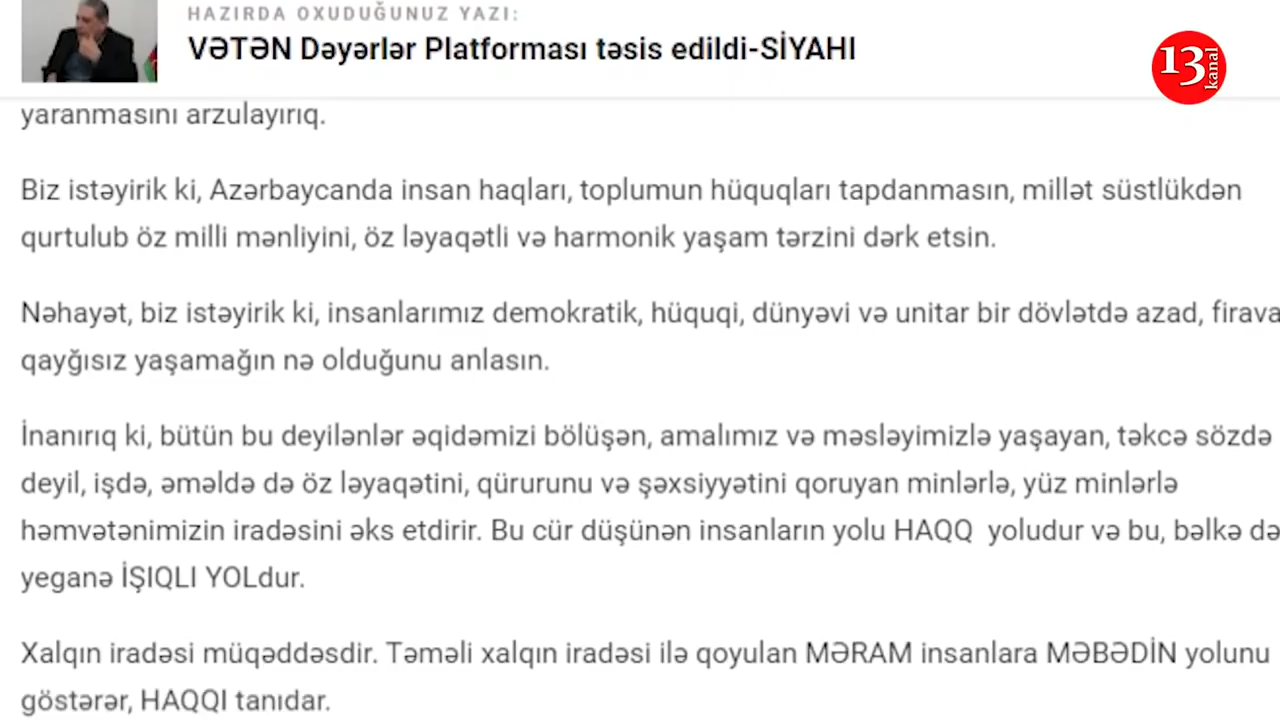 HAZIRDA OXUDUĞUNUZ YAZI:
VƏTƏN Dəyərlər Platforması təsis edildi-SİYAHI
13 kanal
yaranmasını arzulayırıq.
Biz istəyirik ki, Azərbaycanda insan haqları, toplumun hüquqları tapdanmasın, millət süstlükdən
qurtulub öz milli mənliyini, öz ləyaqətli və harmonik yaşam tərzini dərk etsin.
Nəhayət, biz istəyirik ki, insanlarımız demokratik, hüquqi, dünyəvi və unitar bir dövlətdə azad, firava
qayğısız yaşamağın nə olduğunu anlasın.
İnanırıq ki, bütün bu deyilənlər əqidəmizi bölüşən, amalımız və məsləyimizlə yaşayan, təkcə sözdə
deyil, işdə, əməldə də öz ləyaqətini, qürurunu və şəxsiyyətini qoruyan minlərlə, yüz minlərlə
həmvətənimizin iradəsini əks etdirir. Bu cür düşünən insanların yolu HAQQ  yoludur və bu, bəlkə də
yeganə İŞIQLI YOLdur.
Xalqın iradəsi müqəddəsdir. Təməli xalqın iradəsi ilə qoyulan MƏRAM insanlara MƏBƏDİN yolunu
göstərər, HAQQI tanıdar.